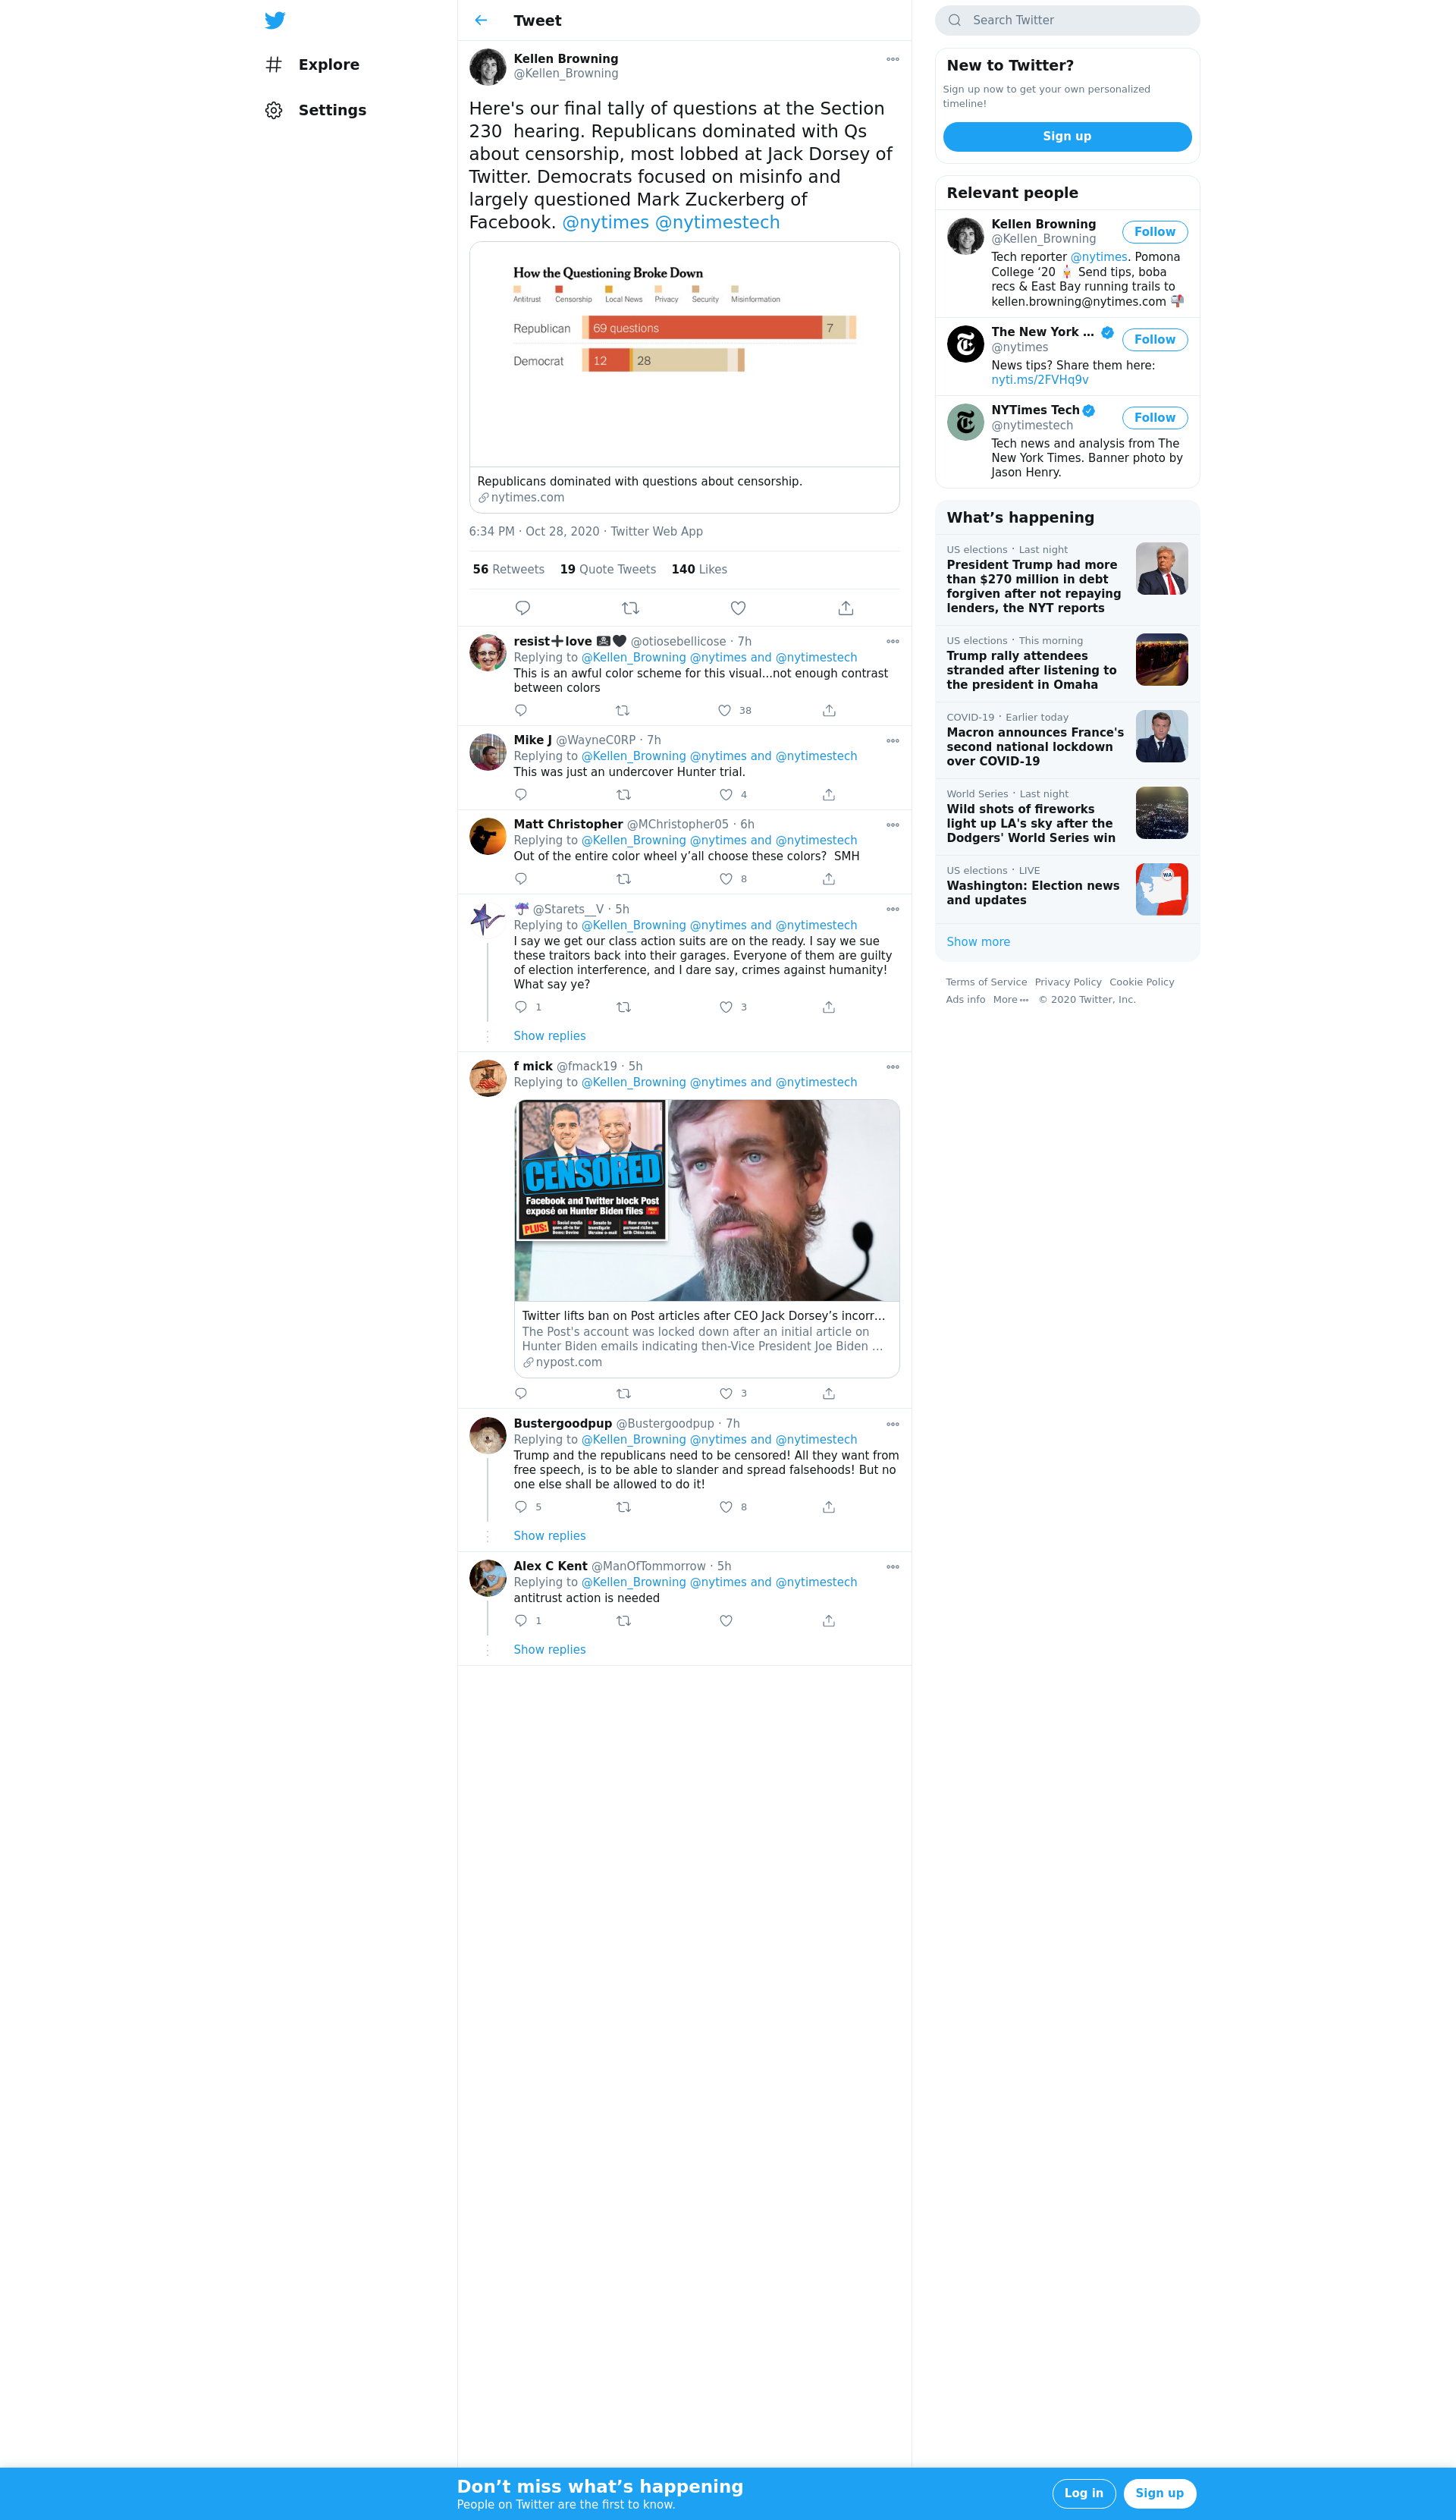 Tweet
Explore
Settings
Kellen Browning
@Kellen_Browning
Here's our final tally of questions at the Section
230 hearing. Republicans dominated with Qs
about censorship, most lobbed at Jack Dorsey of
Twitter. Democrats focused on misinfo and
largely questioned Mark Zuckerberg of
Facebook. @nytimes @nytimestech
How the Questioning Broke Down
Antitrust Censorship Local News Privacy Security Misinformation
Republican 69 questions 7
Democrat 12 28
Republicans dominated with questions about censorship.
nytimes.com
6:34 PM · Oct 28, 2020 · Twitter Web App
56 Retweets 19 Quote Tweets 140 Likes
resist➕love 🏴‍☠️🖤 @otiosebellicose · 7h
Replying to @Kellen_Browning @nytimes and @nytimestech
This is an awful color scheme for this visual...not enough contrast
between colors
38
Mike J @WayneC0RP · 7h
Replying to @Kellen_Browning @nytimes and @nytimestech
This was just an undercover Hunter trial.
4
Matt Christopher @MChristopher05 · 6h
Replying to @Kellen_Browning @nytimes and @nytimestech
Out of the entire color wheel y’all choose these colors? SMH
8
@Starets__V · 5h
Replying to @Kellen_Browning @nytimes and @nytimestech
I say we get our class action suits are on the ready. I say we sue
these traitors back into their garages. Everyone of them are guilty
of election interference, and I dare say, crimes against humanity!
What say ye?
1 3
Show replies
f mick @fmack19 · 5h
Replying to @Kellen_Browning @nytimes and @nytimestech
CENSORED
Facebook and Twitter block Post
exposé on Hunter Biden files
PLUS:
Twitter lifts ban on Post articles after CEO Jack Dorsey’s incorr…
The Post's account was locked down after an initial article on
Hunter Biden emails indicating then-Vice President Joe Biden …
nypost.com
3
Bustergoodpup @Bustergoodpup · 7h
Replying to @Kellen_Browning @nytimes and @nytimestech
Trump and the republicans need to be censored! All they want from
free speech, is to be able to slander and spread falsehoods! But no
one else shall be allowed to do it!
5 8
Show replies
Alex C Kent @ManOfTommorrow · 5h
Replying to @Kellen_Browning @nytimes and @nytimestech
antitrust action is needed
1
Show replies
Search Twitter
New to Twitter?
Sign up now to get your own personalized
timeline!
Sign up
Relevant people
Kellen Browning
@Kellen_Browning
Follow
Tech reporter @nytimes. Pomona
College ‘20 Send tips, boba
recs & East Bay running trails to
kellen.browning@nytimes.com
The New York ...
@nytimes
Follow
News tips? Share them here:
nyti.ms/2FVHq9v
NYTimes Tech
@nytimestech
Follow
Tech news and analysis from The
New York Times. Banner photo by
Jason Henry.
What’s happening
US elections · Last night
President Trump had more
than $270 million in debt
forgiven after not repaying
lenders, the NYT reports
US elections · This morning
Trump rally attendees
stranded after listening to
the president in Omaha
COVID-19 · Earlier today
Macron announces France's
second national lockdown
over COVID-19
World Series · Last night
Wild shots of fireworks
light up LA's sky after the
Dodgers' World Series win
US elections · LIVE
Washington: Election news
and updates
WA
Show more
Terms of Service Privacy Policy Cookie Policy
Ads info More © 2020 Twitter, Inc.
Don’t miss what’s happening
People on Twitter are the first to know.
Log in
Sign up